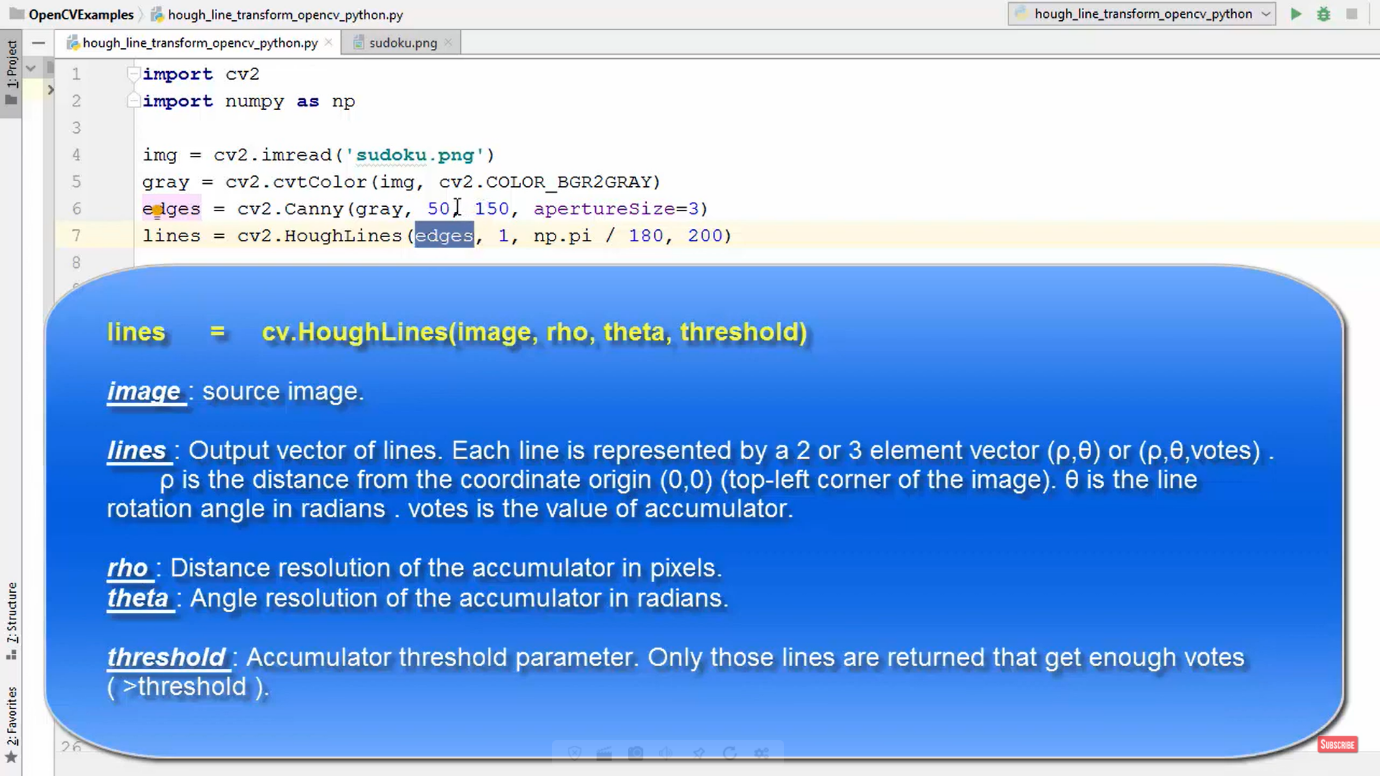 OpenCVExamples hough_line_transform_opencv_python.py hough_line_transform_opencv_python
hough_line_transform_opencv_python.py sudoku.png
1: Project
1 import cv2
2 import numpy as np
3
4 img = cv2.imread('sudoku.png')
5 gray = cv2.cvtColor(img, cv2.COLOR_BGR2GRAY)
6 edges = cv2.Canny(gray, 50, 150, apertureSize=3)
7 lines = cv2.HoughLines(edges, 1, np.pi / 180, 200)
8
lines = cv.HoughLines(image, rho, theta, threshold)
image : source image.
lines : Output vector of lines. Each line is represented by a 2 or 3 element vector (ρ,θ) or (ρ,θ,votes) .
ρ is the distance from the coordinate origin (0,0) (top-left corner of the image). θ is the line
rotation angle in radians . votes is the value of accumulator.
rho : Distance resolution of the accumulator in pixels.
theta : Angle resolution of the accumulator in radians.
threshold : Accumulator threshold parameter. Only those lines are returned that get enough votes
( >threshold ).
7: Structure
2: Favorites
26
SUBSCRIBE